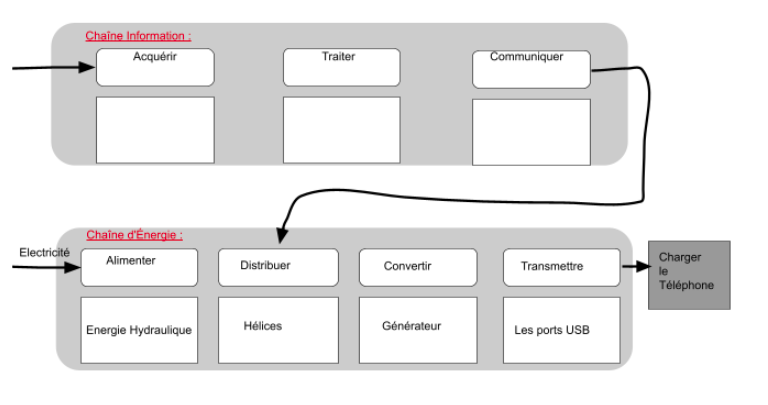 Chaîne Information :
Acquérir
Traiter
Communiquer
Chaîne d'Énergie :
Electricité
Alimenter
Distribuer
Convertir
Transmettre
Charger
le
Téléphone
Energie Hydraulique
Hélices
Générateur
Les ports USB